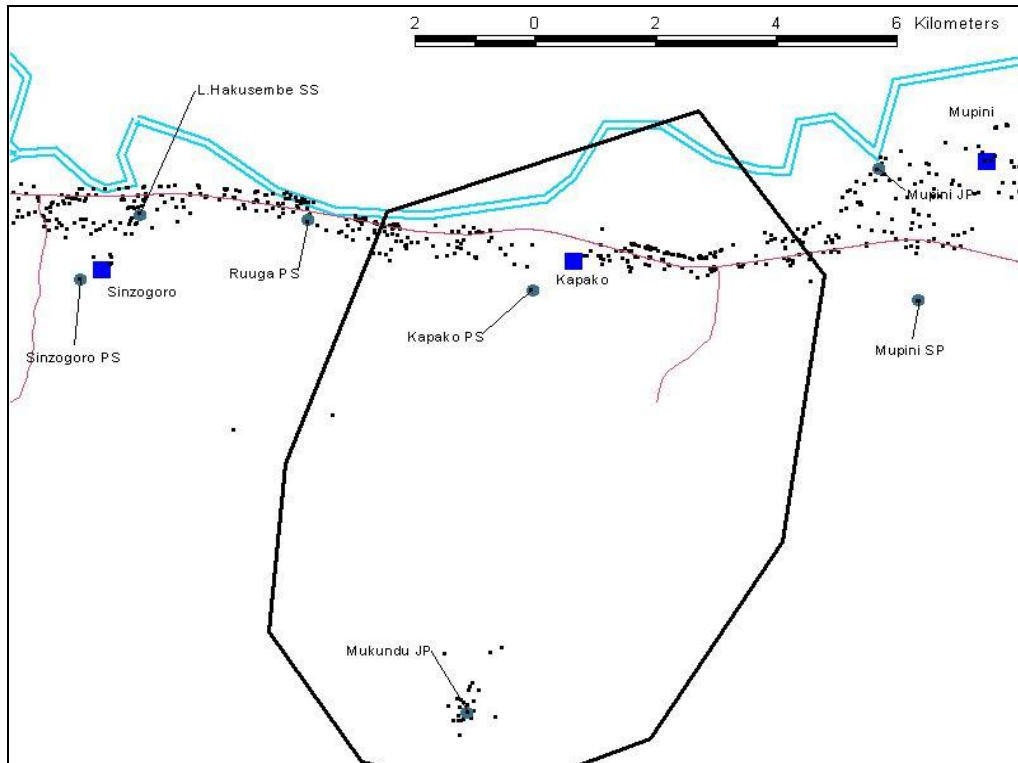 2 0 2 4 6 Kilometers
L.Hakusembe SS
Mupini
Mupini JP
Ruuga PS
Kapako
Sinzogoro
Kapako PS
Mupini SP
Sinzogoro PS
Mukundu JP